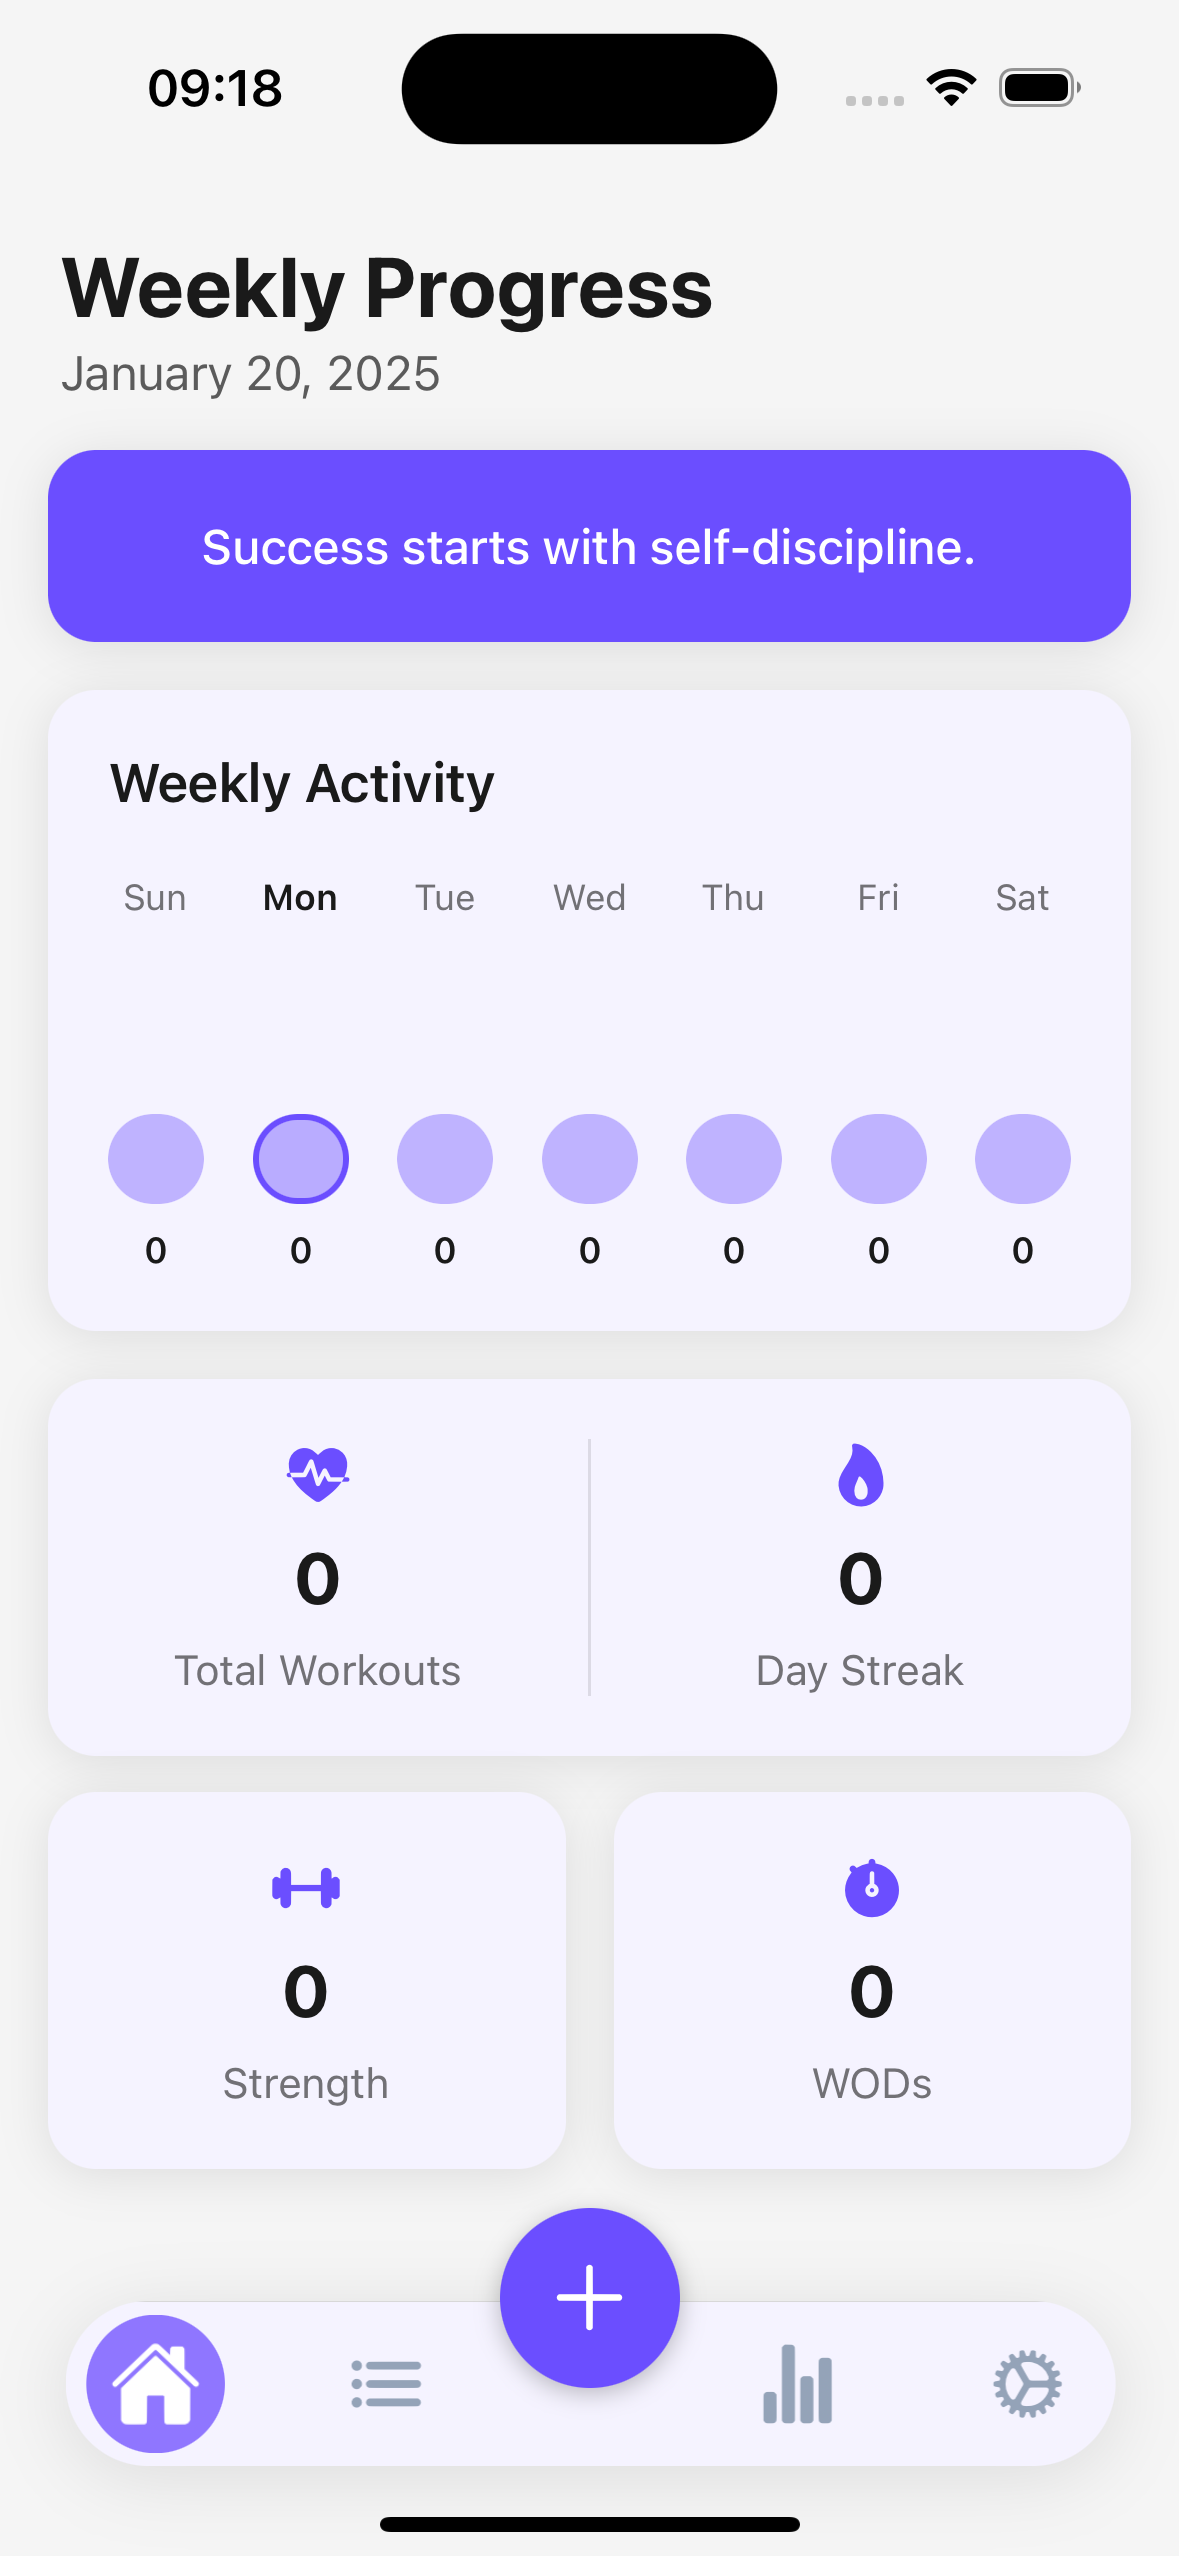 09:18
Weekly Progress
January 20, 2025
Success starts with self-discipline.
Weekly Activity
Sun Mon Tue Wed Thu Fri Sat
0 0 0 0 0 0 0
0 0
Total Workouts Day Streak
0 0
Strength WODs